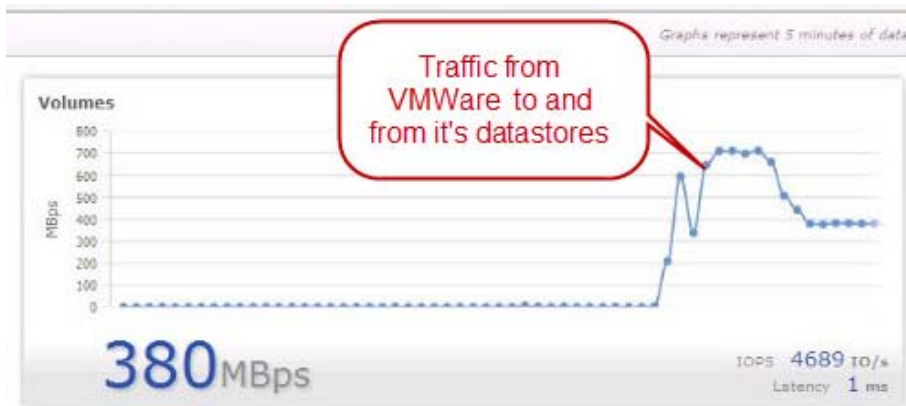 Graphs represent 5 minutes of data
Traffic from
VMWare to and
from it's datastores
Volumes
800
700
600
500
400
300
200
100
0
MBps
380MBps
IOPS 4689 IO/s
Latency 1 ms